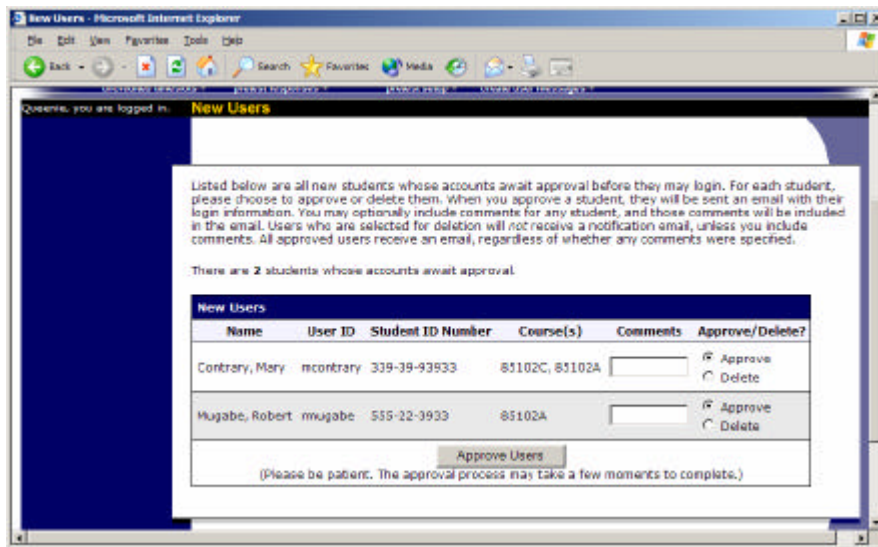 New Users - Microsoft Internet Explorer
File Edit View Favorites Tools Help
Back Search Favorites Media
Queenie, you are logged in. New Users
Listed below are all new students whose accounts await approval before they may login. For each student,
please choose to approve or delete them. When you approve a student, they will be sent an email with their
login information. You may optionally include comments for any student, and those comments will be included
in the email. Users who are selected for deletion will not receive a notification email, unless you include
comments. All approved users receive an email, regardless of whether any comments were specified.
There are 2 students whose accounts await approval.
New Users
Name User ID Student ID Number Course(s) Comments Approve/Delete?
Contrary, Mary mcontrary 339-39-93933 85102C, 85102A Approve
Delete
Mugabe, Robert rmugabe 555-22-3933 85102A Approve
Delete
Approve Users
(Please be patient. The approval process may take a few moments to complete.)